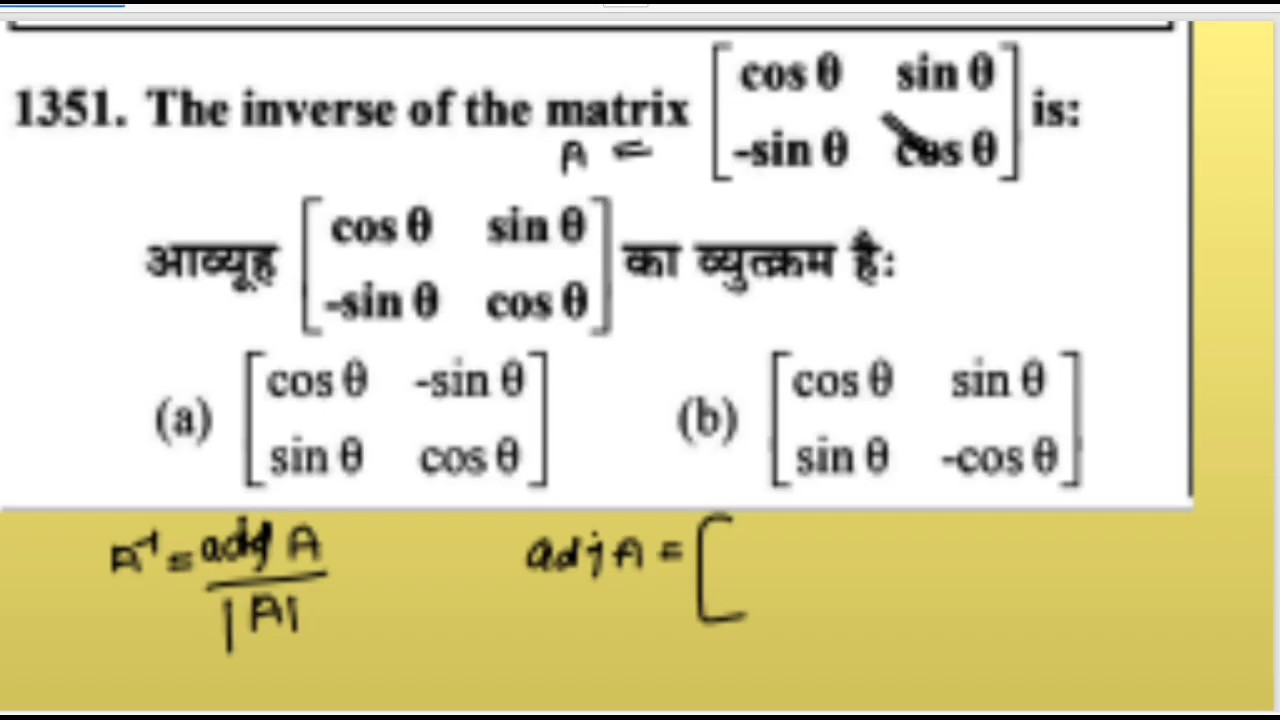 1351. The inverse of the matrix [cos θ sin θ
-sin θ cos θ] is:
A =
आव्यूह [cos θ sin θ
-sin θ cos θ] का व्युत्क्रम है:
(a) [cos θ -sin θ
sin θ cos θ]
(b) [cos θ sin θ
sin θ -cos θ]
A⁻¹ = adj A
|A|
adj A = [